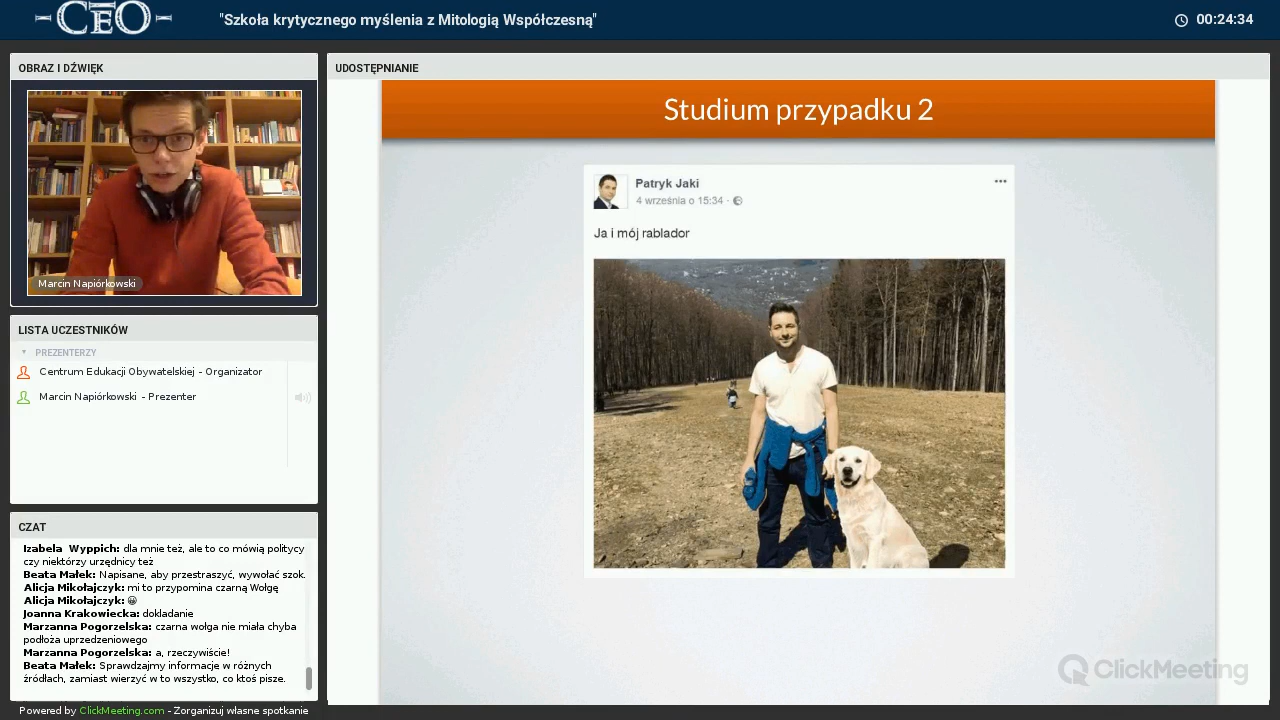 CEO
"Szkoła krytycznego myślenia z Mitologią Współczesną"
00:24:34
OBRAZ I DŹWIĘK
Marcin Napiórkowski
LISTA UCZESTNIKÓW
PREZENTERZY
Centrum Edukacji Obywatelskiej - Organizator
Marcin Napiórkowski - Prezenter
CZAT
Izabela Wyppich: dla mnie też, ale to co mówią politycy
czy niektórzy urzędnicy też
Beata Małek: Napisane, aby przestraszyć, wywołać szok.
Alicja Mikołajczyk: mi to przypomina czarną Wołgę
Alicja Mikołajczyk: 😀
Joanna Krakowiecka: dokladanie
Marzanna Pogorzelska: czarna wołga nie miała chyba
podłoża uprzedzeniowego
Marzanna Pogorzelska: a, rzeczywiście!
Beata Małek: Sprawdzajmy informacje w różnych
źródłach, zamiast wierzyć w to wszystko, co ktoś pisze.
Powered by ClickMeeting.com - Zorganizuj własne spotkanie
UDOSTĘPNIANIE
Studium przypadku 2
Patryk Jaki
4 września o 15:34 ·
Ja i mój rablador
ClickMeeting